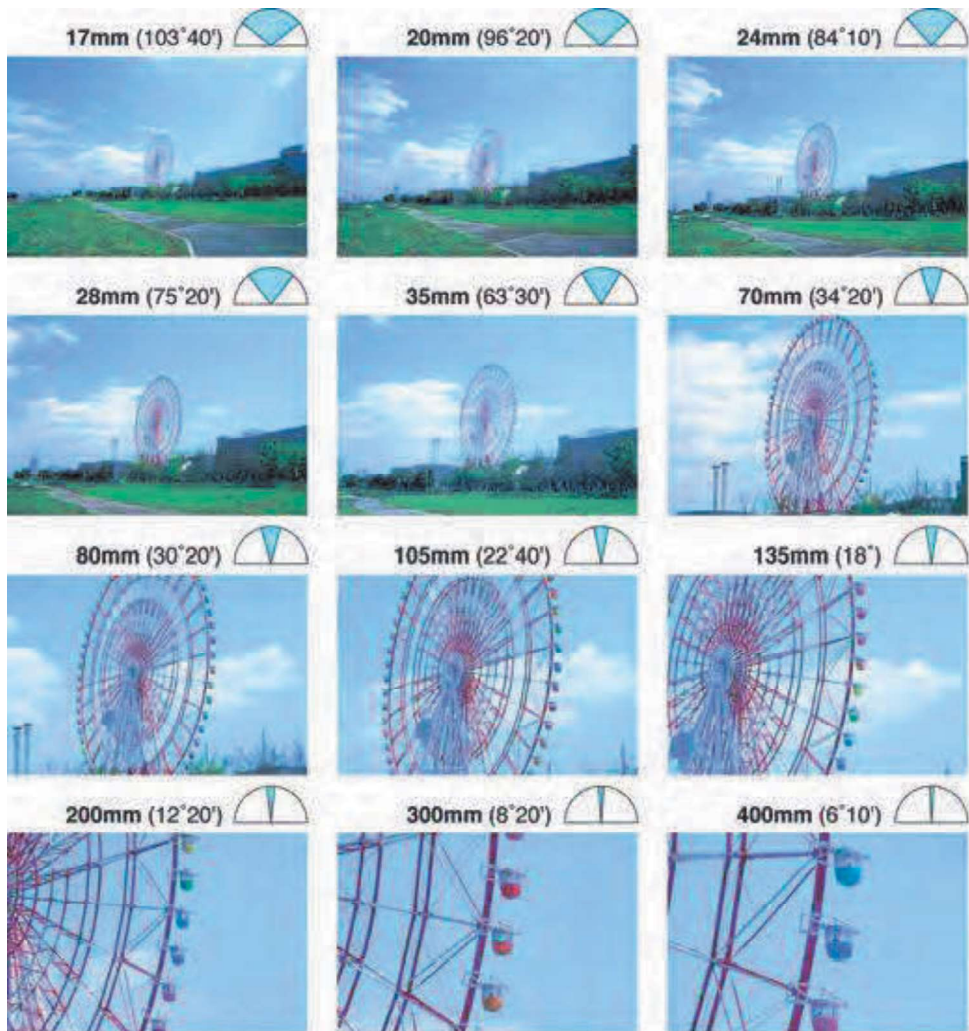 17mm (103˚40')
20mm (96˚20')
24mm (84˚10')
28mm (75˚20')
35mm (63˚30')
70mm (34˚20')
80mm (30˚20')
105mm (22˚40')
135mm (18˚)
200mm (12˚20')
300mm (8˚20')
400mm (6˚10')